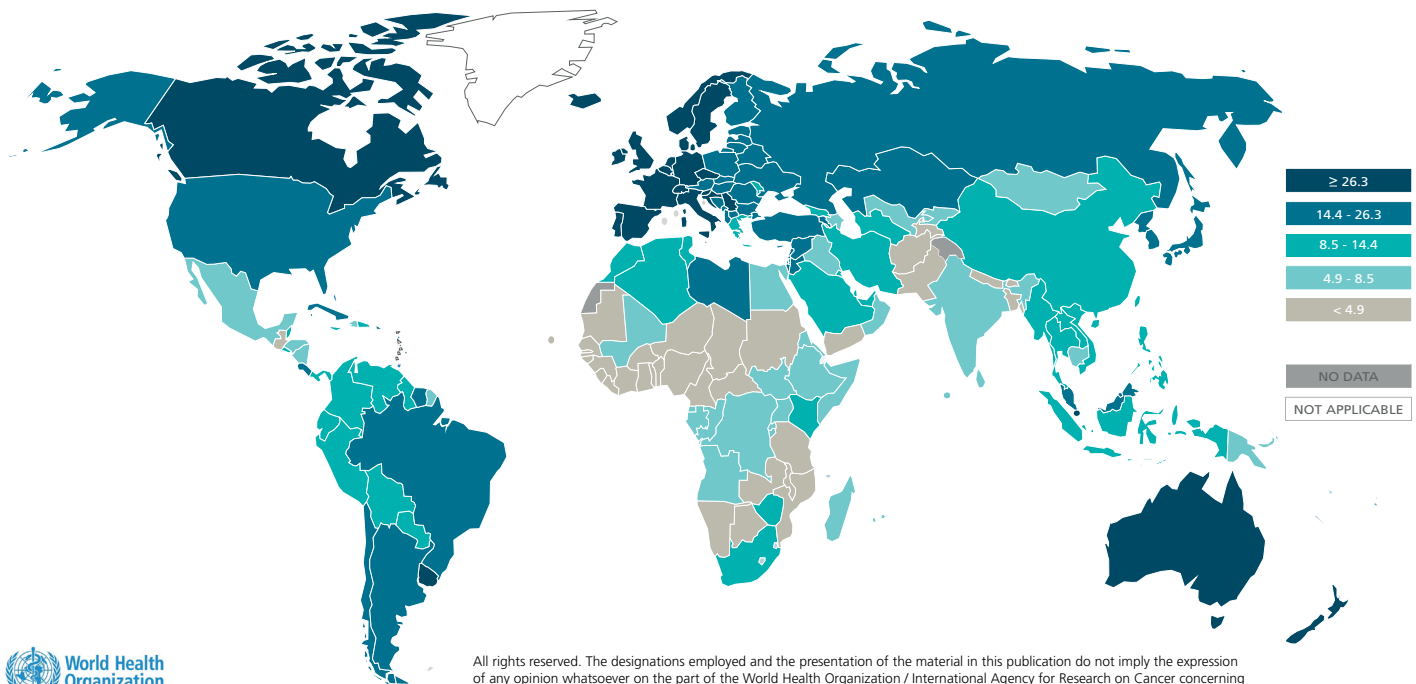 ≥ 26.3
14.4 - 26.3
8.5 - 14.4
4.9 - 8.5
< 4.9
NO DATA
NOT APPLICABLE
World Health
Organization
All rights reserved. The designations employed and the presentation of the material in this publication do not imply the expression
of any opinion whatsoever on the part of the World Health Organization / International Agency for Research on Cancer concerning